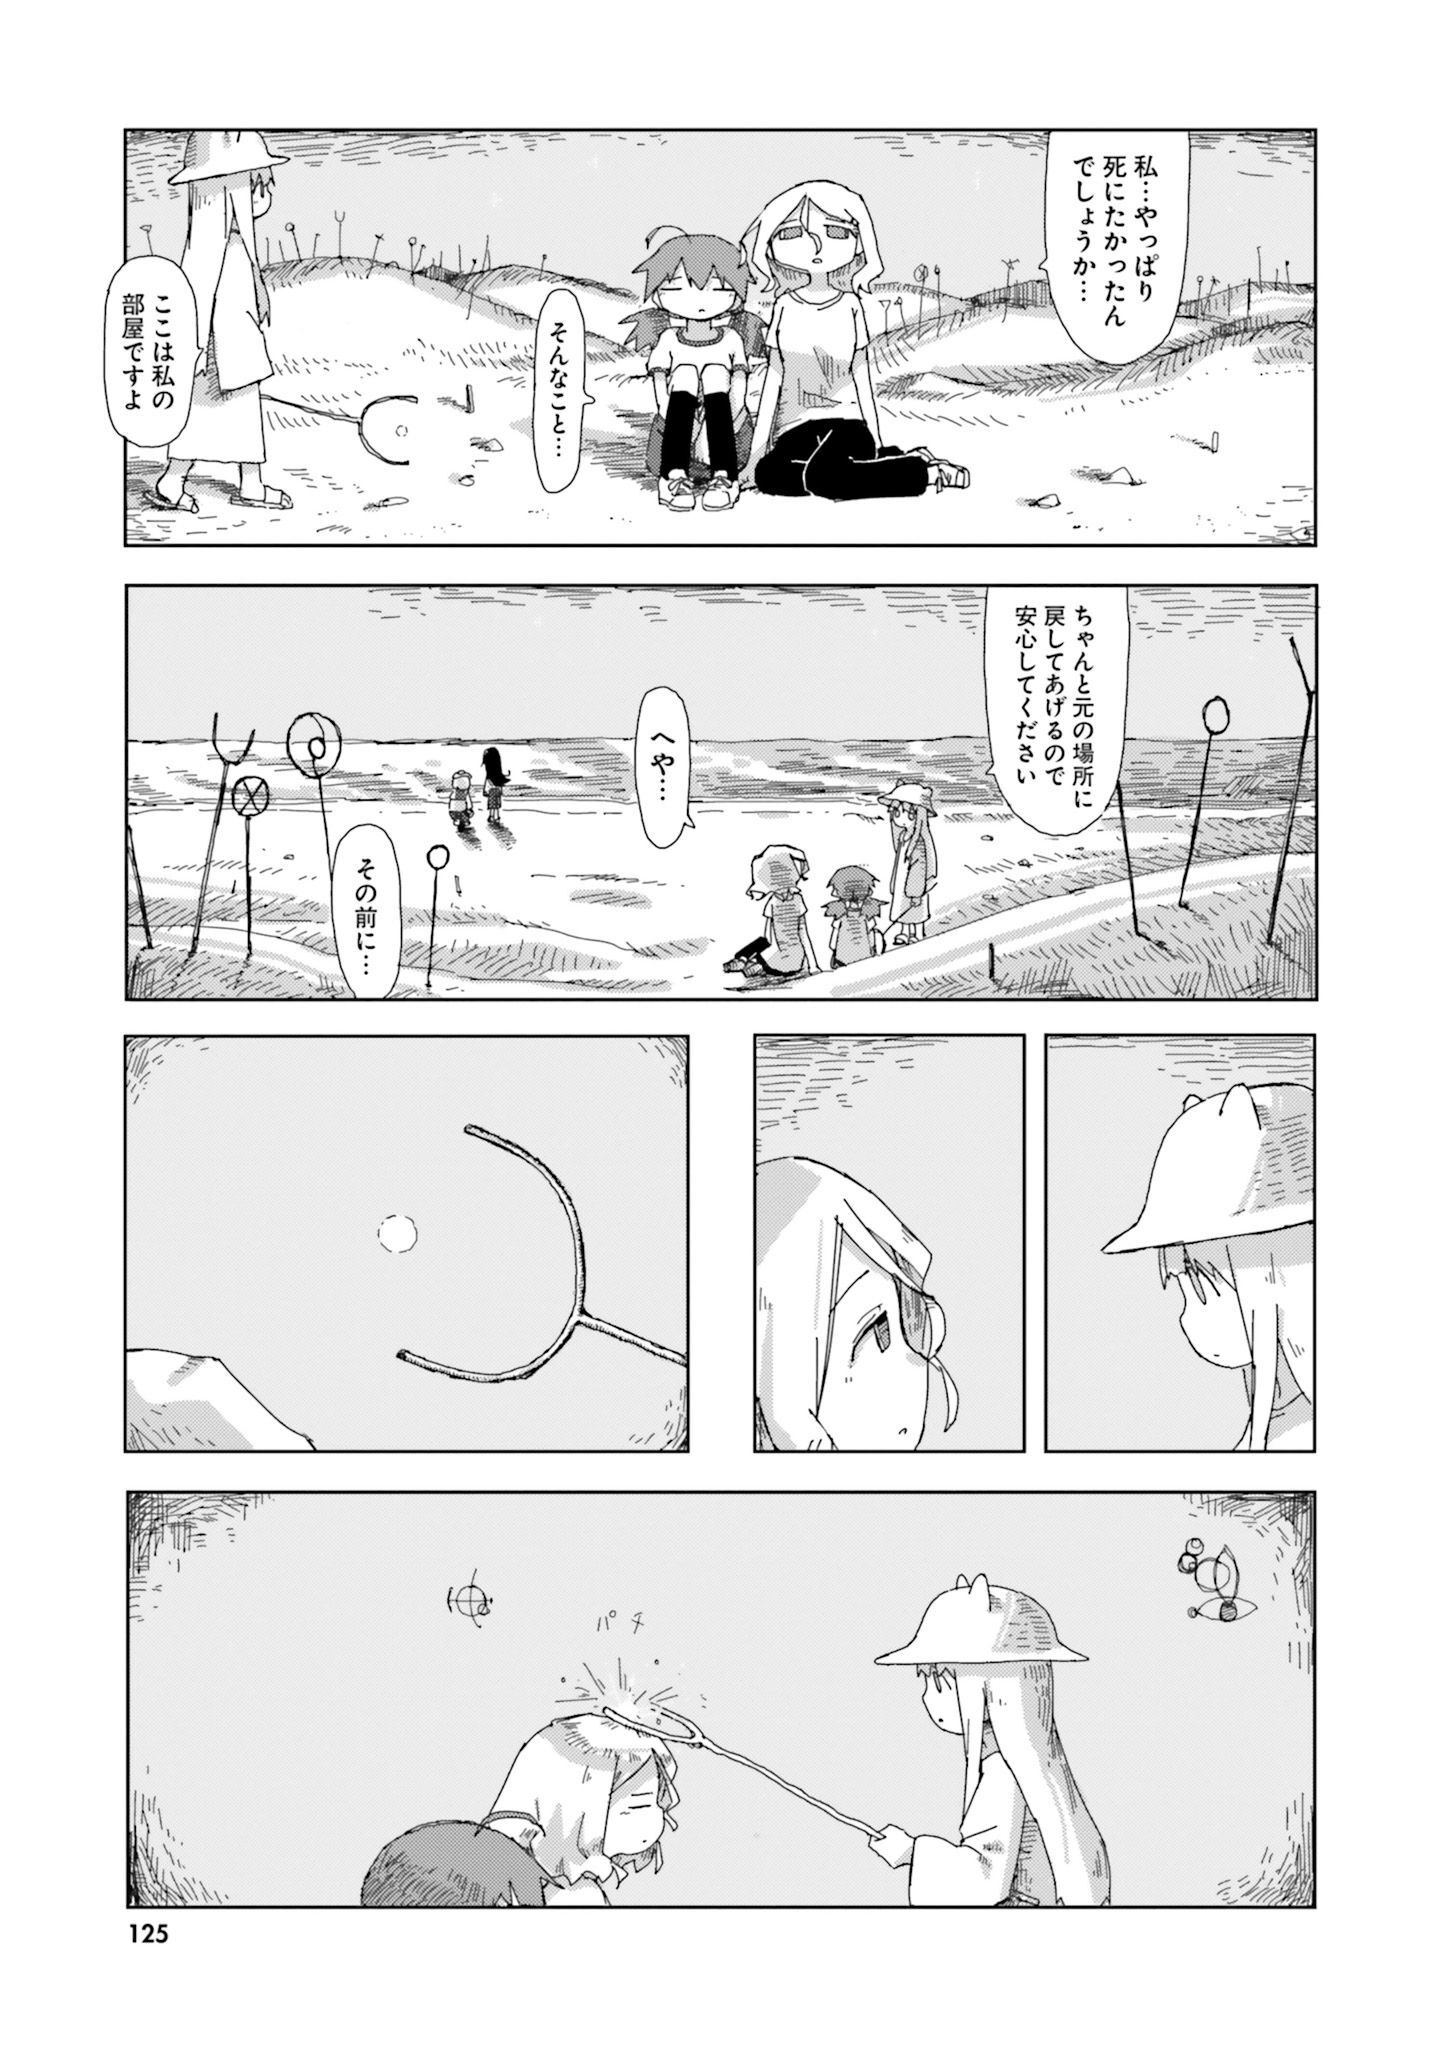 私…やっぱり
死にたかったん
でしょうか…
そんなこと…
ここは私の
部屋ですよ
ちゃんと元の場所に
戻してあげるので
安心してください
へや…
その前に…
パチ
125